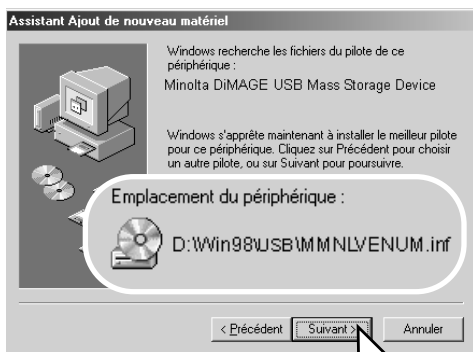 Assistant Ajout de nouveau matériel
Windows recherche les fichiers du pilote de ce
périphérique :
Minolta DiMAGE USB Mass Storage Device
Windows s'apprête maintenant à installer le meilleur pilote
pour ce périphérique. Cliquez sur Précédent pour choisir
un autre pilote, ou sur Suivant pour poursuivre.
Emplacement du périphérique :
D:\Win98\USB\MMNLVENUM.inf
< Précédent Suivant > Annuler